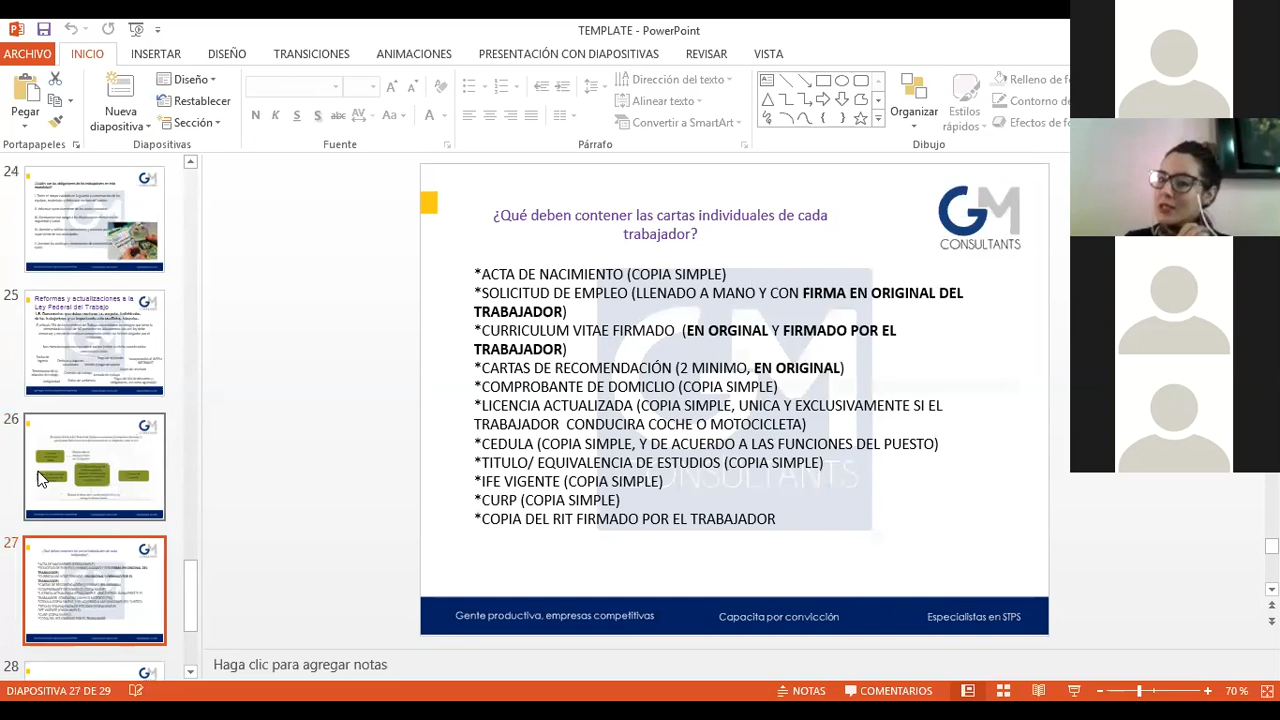 TEMPLATE - PowerPoint
ARCHIVO INICIO INSERTAR DISEÑO TRANSICIONES ANIMACIONES PRESENTACIÓN CON DIAPOSITIVAS REVISAR VISTA
Pegar
Nueva
diapositiva
Diseño
Restablecer
Sección
N K S S abc AV Aa A
Dirección del texto
Alinear texto
Convertir a SmartArt
Organizar
Estilos
rápidos
Relleno de
Contorno de
Efectos de fo
Portapapeles Diapositivas Fuente Párrafo Dibujo
24
25
Reformas y actualizaciones a la
Ley Federal del Trabajo
26
27
28
GM
CONSULTANTS
¿Qué deben contener las cartas individuales de cada
trabajador?
*ACTA DE NACIMIENTO (COPIA SIMPLE)
*SOLICITUD DE EMPLEO (LLENADO A MANO Y CON FIRMA EN ORIGINAL DEL
TRABAJADOR)
*CURRICULUM VITAE FIRMADO (EN ORGINAL Y FIRMADO POR EL
TRABAJADOR)
*CARTAS DE RECOMENDACIÓN (2 MINIMO, EN ORIGINAL)
*COMPROBANTE DE DOMICLIO (COPIA SIMPLE)
*LICENCIA ACTUALIZADA (COPIA SIMPLE, UNICA Y EXCLUSIVAMENTE SI EL
TRABAJADOR CONDUCIRA COCHE O MOTOCICLETA)
*CEDULA (COPIA SIMPLE, Y DE ACUERDO A LAS FUNCIONES DEL PUESTO)
*TITULO/ EQUIVALENCIA DE ESTUDIOS (COPIA SIMPLE)
*IFE VIGENTE (COPIA SIMPLE)
*CURP (COPIA SIMPLE)
*COPIA DEL RIT FIRMADO POR EL TRABAJADOR
Gente productiva, empresas competitivas Capacita por convicción Especialistas en STPS
Haga clic para agregar notas
DIAPOSITIVA 27 DE 29 NOTAS COMENTARIOS 70 %